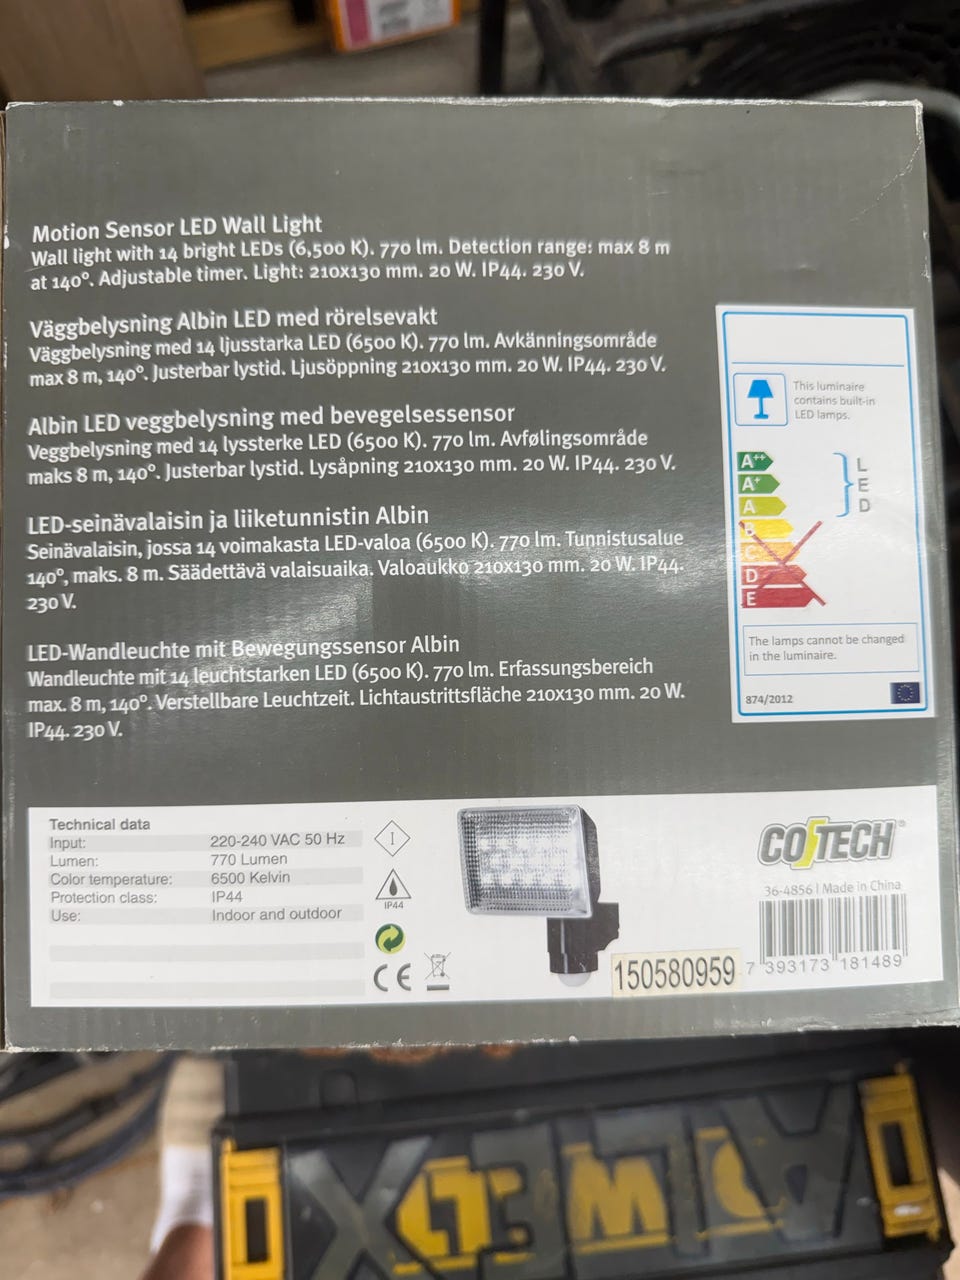 Motion Sensor LED Wall Light
Wall light with 14 bright LEDs (6,500 K). 770 lm. Detection range: max 8 m
at 140°. Adjustable timer. Light: 210x130 mm. 20 W. IP44. 230 V.
Väggbelysning Albin LED med rörelsevakt
Väggbelysning med 14 ljusstarka LED (6500 K). 770 lm. Avkänningsområde
max 8 m, 140°. Justerbar lystid. Ljusöppning 210x130 mm. 20 W. IP44. 230 V.
Albin LED veggbelysning med bevegelsessensor
Veggbelysning med 14 lyssterke LED (6500 K). 770 lm. Avfølingsområde
maks 8 m, 140°. Justerbar lystid. Lysåpning 210x130 mm. 20 W. IP44. 230 V.
LED-seinävalaisin ja liiketunnistin Albin
Seinävalaisin, jossa 14 voimakasta LED-valoa (6500 K). 770 lm. Tunnistusalue
140°, maks. 8 m. Säädettävä valaisuaika. Valoaukko 210x130 mm. 20 W. IP44.
230 V.
LED-Wandleuchte mit Bewegungssensor Albin
Wandleuchte mit 14 leuchtstarken LED (6500 K). 770 lm. Erfassungsbereich
max. 8 m, 140°. Verstellbare Leuchtzeit. Lichtaustrittsfläche 210x130 mm. 20 W.
IP44. 230 V.
This luminaire
contains built-in
LED lamps.
A++
A+
A
B
C
D
E
L
E
D
The lamps cannot be changed
in the luminaire.
874/2012
Technical data
Input: 220-240 VAC 50 Hz
Lumen: 770 Lumen
Color temperature: 6500 Kelvin
Protection class: IP44
Use: Indoor and outdoor
I
IP44
CE
COTECH®
36-4856 | Made in China
7 393173 181489
150580959
ALEX